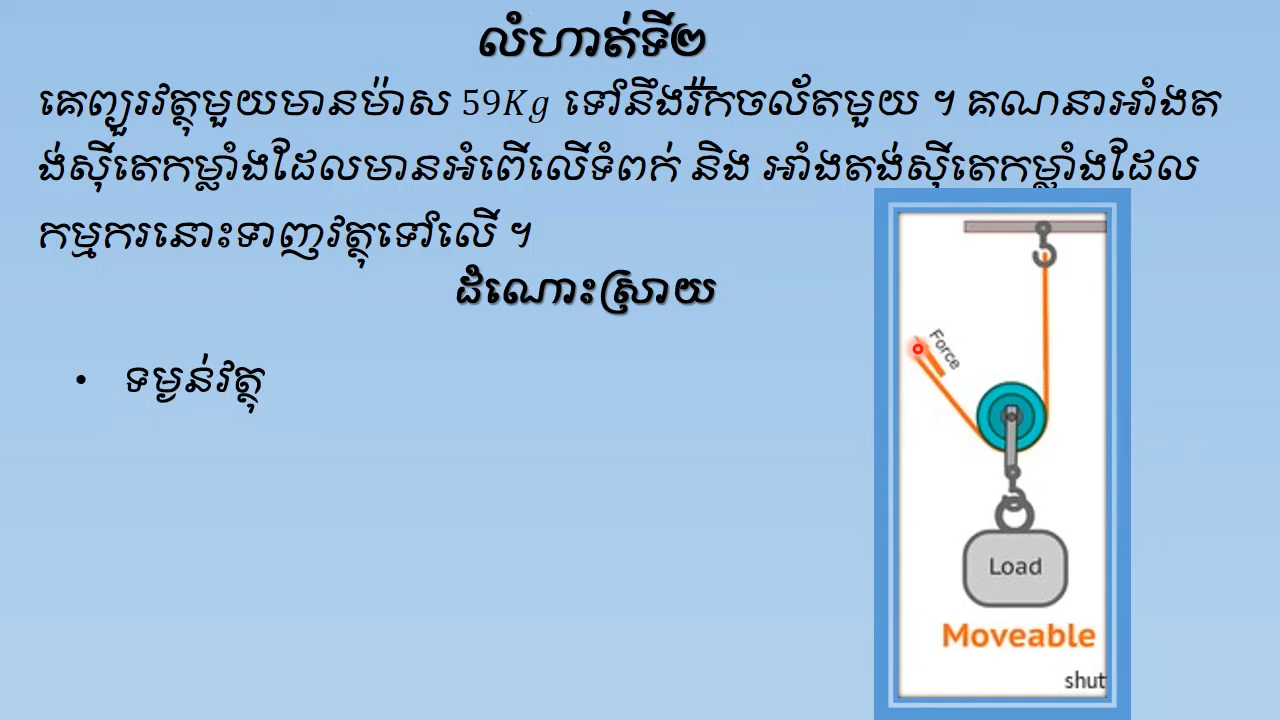 លំហាត់ទី២
គេព្យួរវត្ថុមួយមានម៉ាស 59Kg ទៅនឹងរ៉កចល័តមួយ ។ គណនាអាំងត
ង់ស៊ីតេកម្លាំងដែលមានអំពើលើទំពក់ និង អាំងតង់ស៊ីតេកម្លាំងដែល
កម្មករនោះទាញវត្ថុទៅលើ ។
ដំណោះស្រាយ
• ទម្ងន់វត្ថុ
Force
Load
Moveable
shut